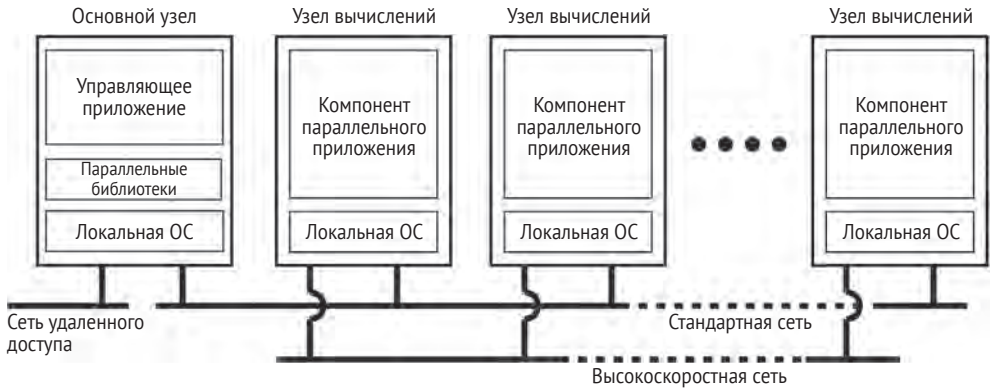 Основной узел
Узел вычислений
Узел вычислений
Узел вычислений
Управляющее
приложение
Параллельные
библиотеки
Локальная ОС
Компонент
параллельного
приложения
Локальная ОС
Компонент
параллельного
приложения
Локальная ОС
Компонент
параллельного
приложения
Локальная ОС
Сеть удаленного
доступа
Стандартная сеть
Высокоскоростная сеть